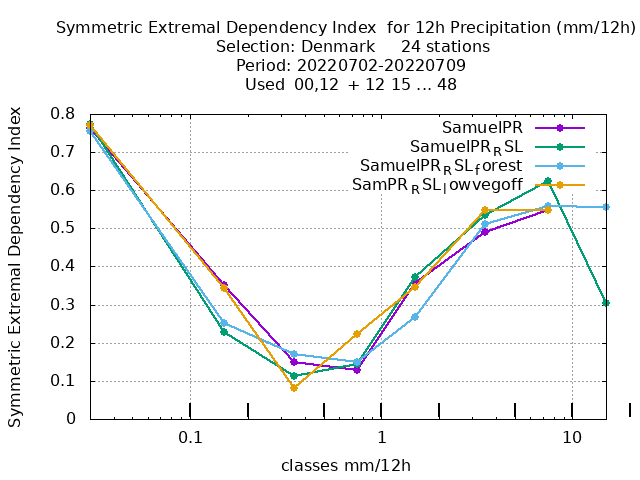 Symmetric Extremal Dependency Index  for 12h Precipitation (mm/12h)
Selection: Denmark     24 stations
Period: 20220702-20220709
Used  00,12  + 12 15 ... 48
Symmetric Extremal Dependency Index
0.8
0.7
0.6
0.5
0.4
0.3
0.2
0.1
0
SamuelPR
SamuelPR_RSL
SamuelPR_RSL_forest
SamPR_RSL_lowvegoff
0.1
1
10
classes mm/12h